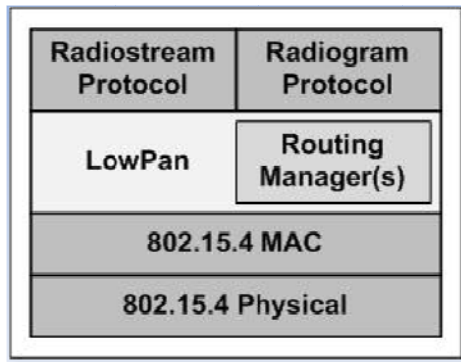 Radiostream
Protocol
Radiogram
Protocol
LowPan
Routing
Manager(s)
802.15.4 MAC
802.15.4 Physical